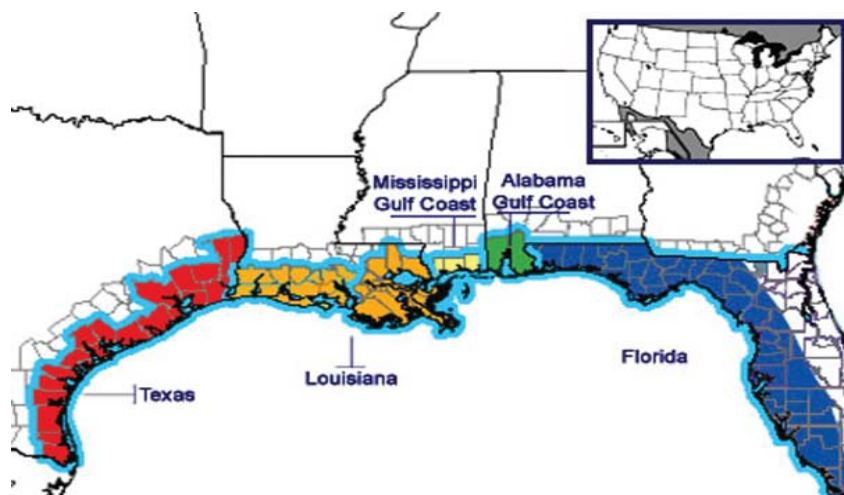 Mississippi
Gulf Coast
Alabama
Gulf Coast
Florida
Louisiana
Texas